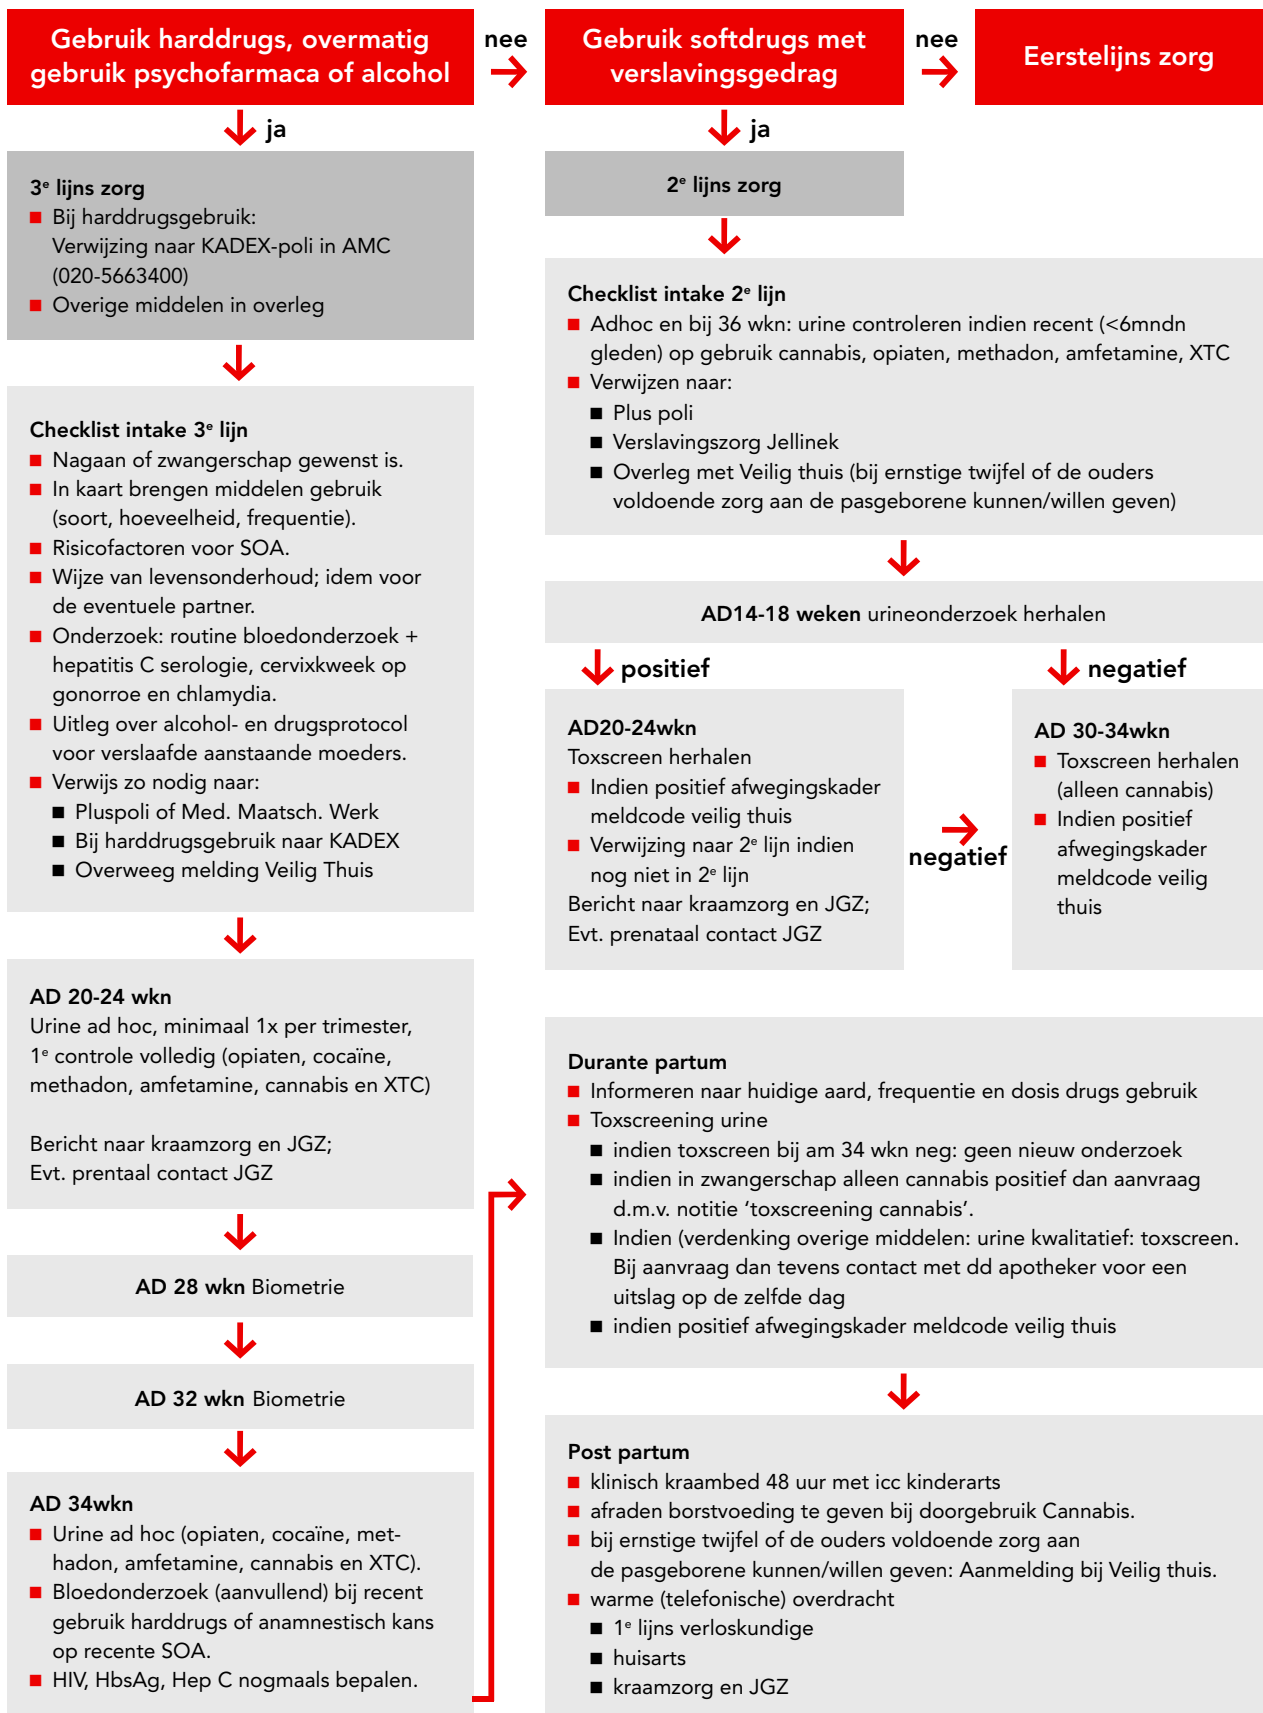 Gebruik harddrugs, overmatig
gebruik psychofarmaca of alcohol
nee
Gebruik softdrugs met
verslavingsgedrag
nee
Eerstelijns zorg
ja
3e lijns zorg
■ Bij harddrugsgebruik:
Verwijzing naar KADEX-poli in AMC
(020-5663400)
■ Overige middelen in overleg
Checklist intake 3e lijn
■ Nagaan of zwangerschap gewenst is.
■ In kaart brengen middelen gebruik
(soort, hoeveelheid, frequentie).
■ Risicofactoren voor SOA.
■ Wijze van levensonderhoud; idem voor
de eventuele partner.
■ Onderzoek: routine bloedonderzoek +
hepatitis C serologie, cervixkweek op
gonorroe en chlamydia.
■ Uitleg over alcohol- en drugsprotocol
voor verslaafde aanstaande moeders.
■ Verwijs zo nodig naar:
■ Pluspoli of Med. Maatsch. Werk
■ Bij harddrugsgebruik naar KADEX
■ Overweeg melding Veilig Thuis
AD 20-24 wkn
Urine ad hoc, minimaal 1x per trimester,
1e controle volledig (opiaten, cocaïne,
methadon, amfetamine, cannabis en XTC)
Bericht naar kraamzorg en JGZ;
Evt. prentaal contact JGZ
AD 28 wkn Biometrie
AD 32 wkn Biometrie
AD 34wkn
■ Urine ad hoc (opiaten, cocaïne, met-
hadon, amfetamine, cannabis en XTC).
■ Bloedonderzoek (aanvullend) bij recent
gebruik harddrugs of anamnestisch kans
op recente SOA.
■ HIV, HbsAg, Hep C nogmaals bepalen.
ja
2e lijns zorg
Checklist intake 2e lijn
■ Adhoc en bij 36 wkn: urine controleren indien recent (<6mndn
gleden) op gebruik cannabis, opiaten, methadon, amfetamine, XTC
■ Verwijzen naar:
■ Plus poli
■ Verslavingszorg Jellinek
■ Overleg met Veilig thuis (bij ernstige twijfel of de ouders
voldoende zorg aan de pasgeborene kunnen/willen geven)
AD14-18 weken urineonderzoek herhalen
positief
negatief
AD20-24wkn
Toxscreen herhalen
■ Indien positief afwegingskader
meldcode veilig thuis
■ Verwijzing naar 2e lijn indien
nog niet in 2e lijn
Bericht naar kraamzorg en JGZ;
Evt. prenataal contact JGZ
negatief
AD 30-34wkn
■ Toxscreen herhalen
(alleen cannabis)
■ Indien positief
afwegingskader
meldcode veilig
thuis
Durante partum
■ Informeren naar huidige aard, frequentie en dosis drugs gebruik
■ Toxscreening urine
■ indien toxscreen bij am 34 wkn neg: geen nieuw onderzoek
■ indien in zwangerschap alleen cannabis positief dan aanvraag
d.m.v. notitie ‘toxscreening cannabis’.
■ Indien (verdenking overige middelen: urine kwalitatief: toxscreen.
Bij aanvraag dan tevens contact met dd apotheker voor een
uitslag op de zelfde dag
■ indien positief afwegingskader meldcode veilig thuis
Post partum
■ klinisch kraambed 48 uur met icc kinderarts
■ afraden borstvoeding te geven bij doorgebruik Cannabis.
■ bij ernstige twijfel of de ouders voldoende zorg aan
de pasgeborene kunnen/willen geven: Aanmelding bij Veilig thuis.
■ warme (telefonische) overdracht
■ 1e lijns verloskundige
■ huisarts
■ kraamzorg en JGZ